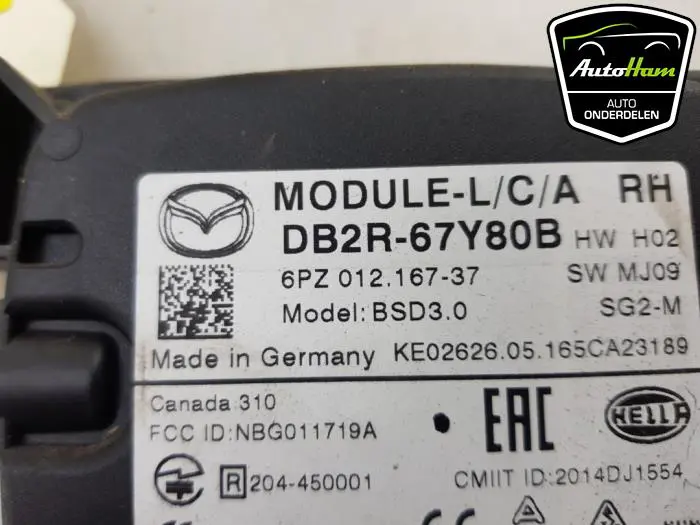 AutoHam
AUTO
ONDERDELEN
MODULE-L/C/A RH
DB2R-67Y80B HW H02
6PZ 012.167-37 SW MJ09
Model: BSD3.0 SG2-M
Made in Germany KE02626.05.165CA23189
Canada 310
FCC ID:NBG011719A
EAC
HELLA
R 204-450001
CMIIT ID:2014DJ1554